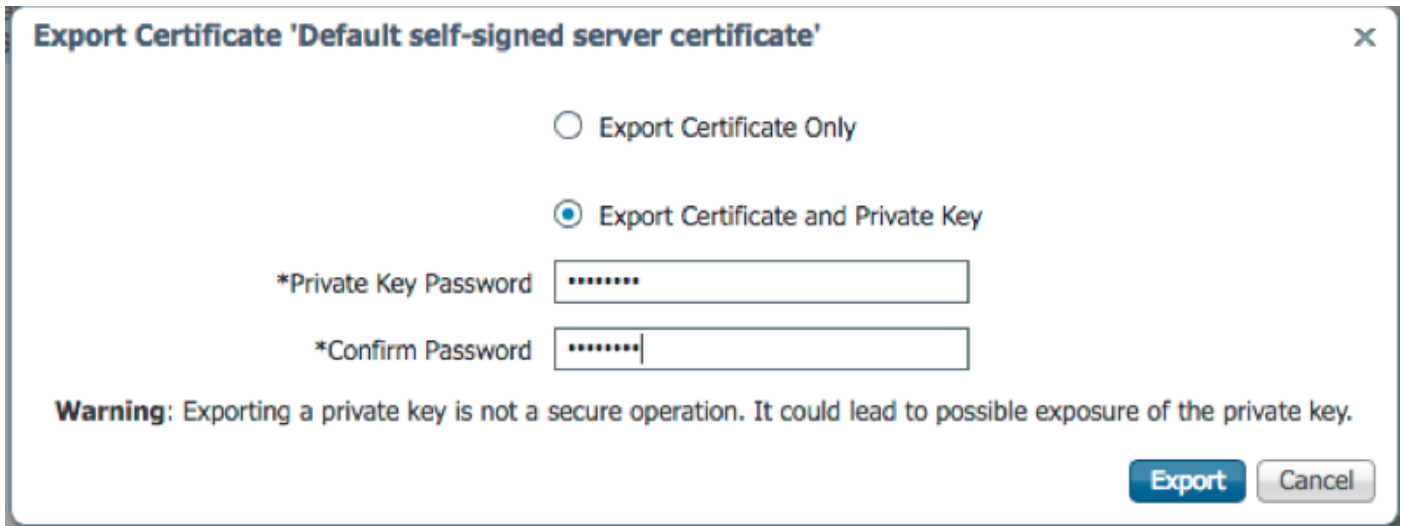 Export Certificate 'Default self-signed server certificate'
Export Certificate Only
Export Certificate and Private Key
*Private Key Password ••••••••
*Confirm Password ••••••••
Warning: Exporting a private key is not a secure operation. It could lead to possible exposure of the private key.
Export Cancel